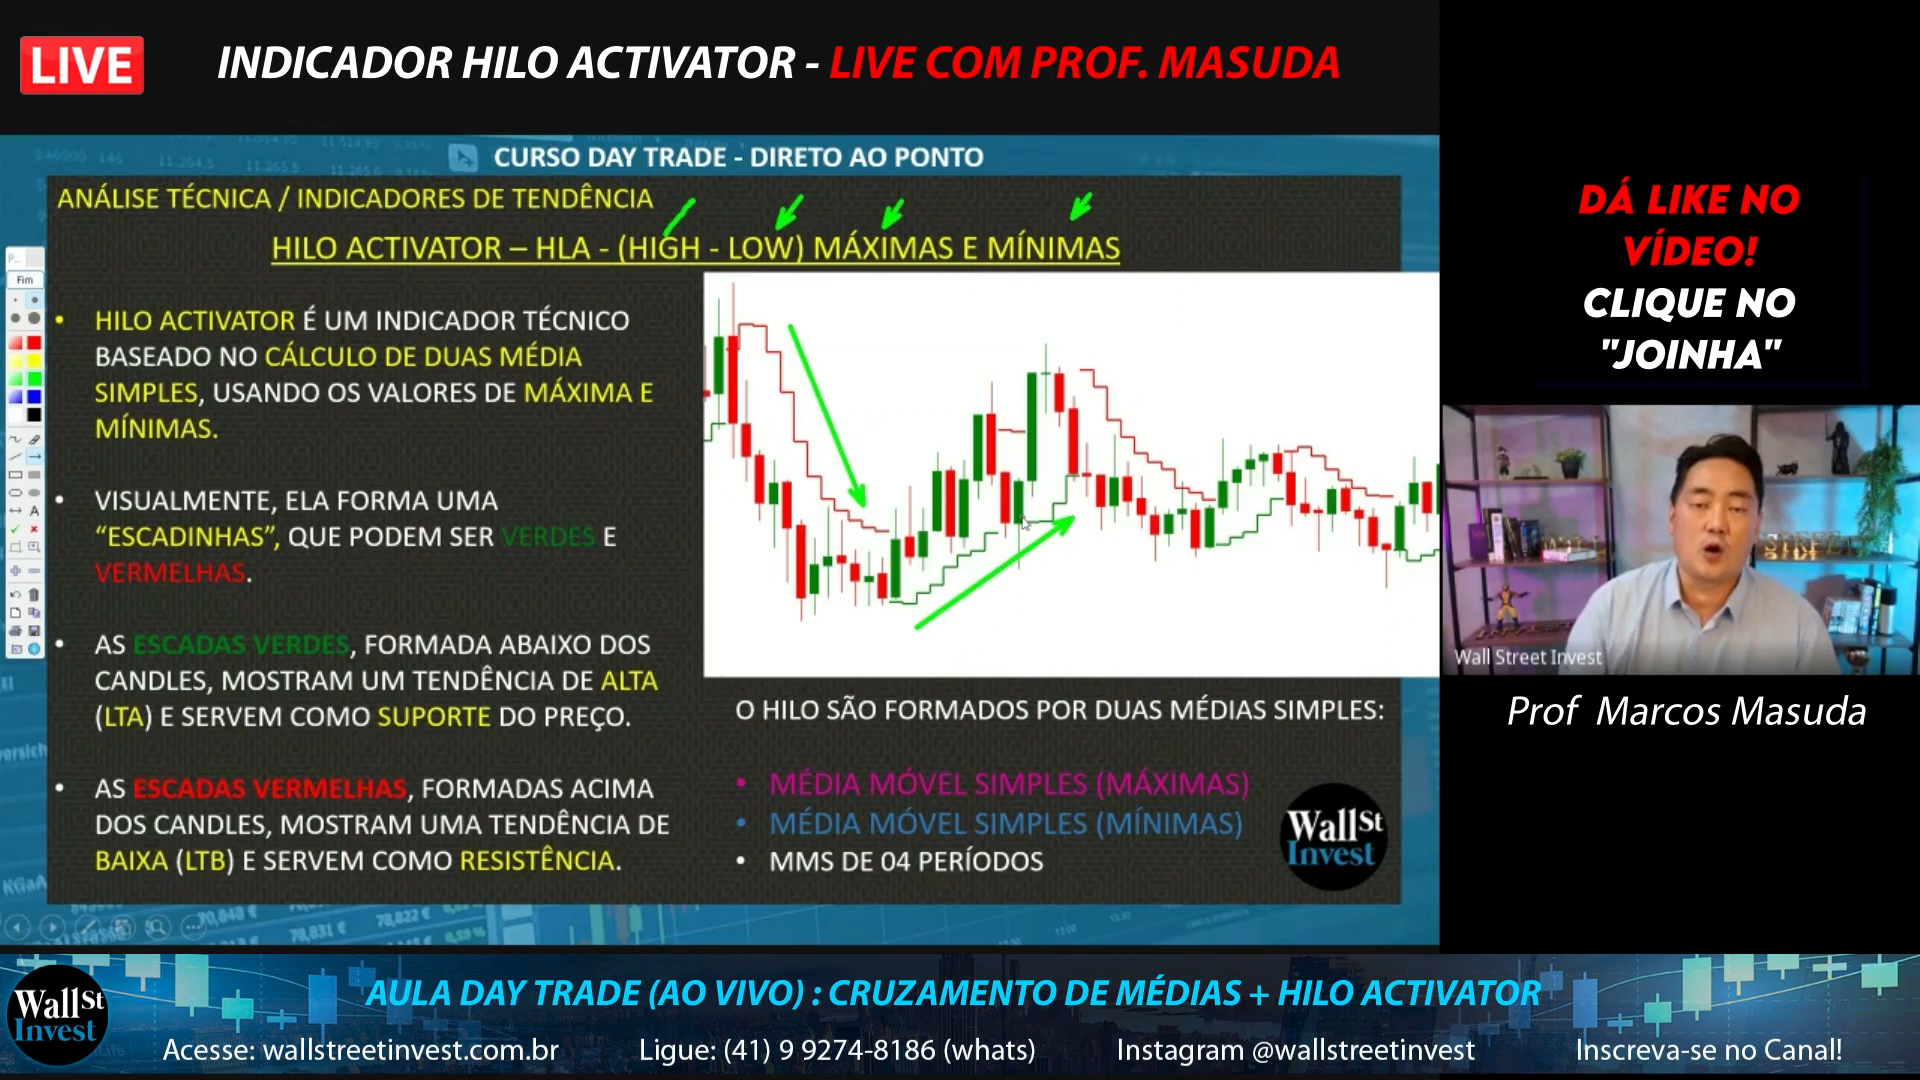 LIVE
INDICADOR HILO ACTIVATOR - LIVE COM PROF. MASUDA
CURSO DAY TRADE - DIRETO AO PONTO
ANÁLISE TÉCNICA / INDICADORES DE TENDÊNCIA
HILO ACTIVATOR – HLA - (HIGH - LOW) MÁXIMAS E MÍNIMAS
Fim
• HILO ACTIVATOR É UM INDICADOR TÉCNICO
BASEADO NO CÁLCULO DE DUAS MÉDIA
SIMPLES, USANDO OS VALORES DE MÁXIMA E
MÍNIMAS.
• VISUALMENTE, ELA FORMA UMA
“ESCADINHAS”, QUE PODEM SER VERDES E
VERMELHAS.
• AS ESCADAS VERDES, FORMADA ABAIXO DOS
CANDLES, MOSTRAM UM TENDÊNCIA DE ALTA
(LTA) E SERVEM COMO SUPORTE DO PREÇO.
• AS ESCADAS VERMELHAS, FORMADAS ACIMA
DOS CANDLES, MOSTRAM UMA TENDÊNCIA DE
BAIXA (LTB) E SERVEM COMO RESISTÊNCIA.
O HILO SÃO FORMADOS POR DUAS MÉDIAS SIMPLES:
• MÉDIA MÓVEL SIMPLES (MÁXIMAS)
• MÉDIA MÓVEL SIMPLES (MÍNIMAS)
• MMS DE 04 PERÍODOS
WallSt
Invest
DÁ LIKE NO
VÍDEO!
CLIQUE NO
"JOINHA"
Wall Street Invest
Prof Marcos Masuda
WallSt
Invest
AULA DAY TRADE (AO VIVO) : CRUZAMENTO DE MÉDIAS + HILO ACTIVATOR
Acesse: wallstreetinvest.com.br
Ligue: (41) 9 9274-8186 (whats)
Instagram @wallstreetinvest
Inscreva-se no Canal!